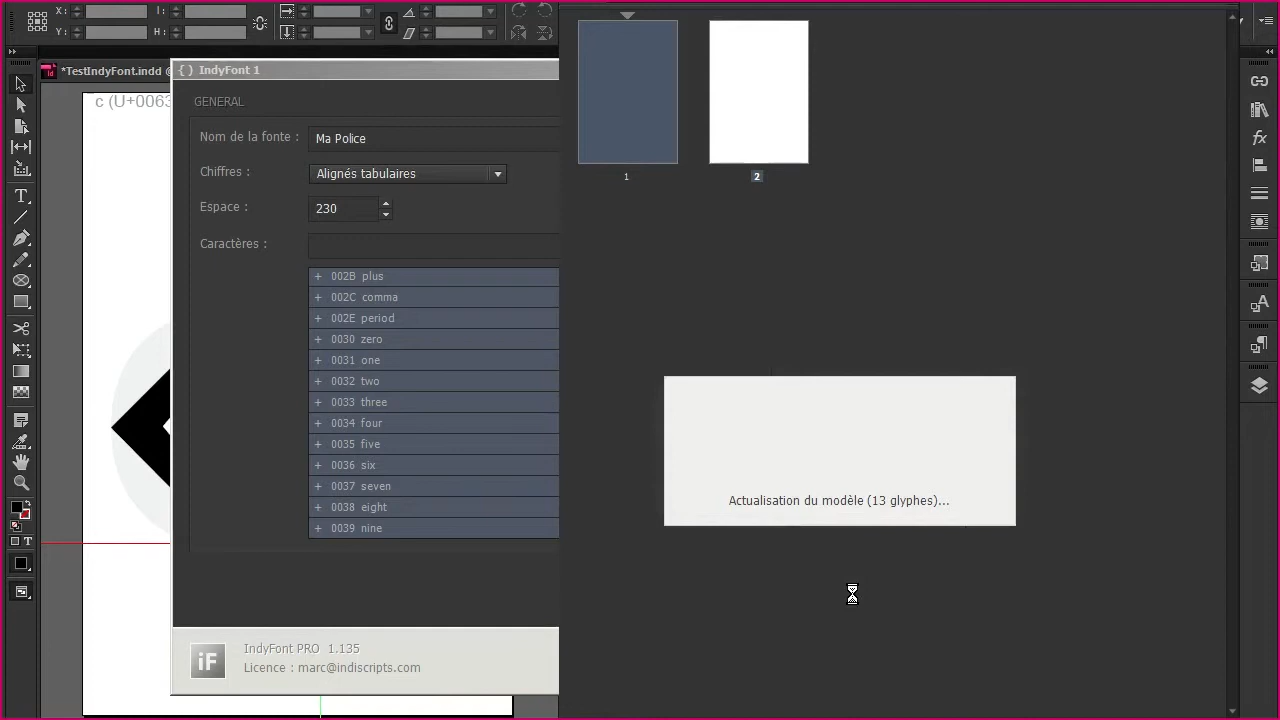 X:
Y:
I:
H:
Id
*TestIndyFont.indd @
c (U+0063
{ } IndyFont 1
GENERAL
Nom de la fonte :
Ma Police
Chiffres :
Alignés tabulaires
Espace :
230
Caractères :
+ 002B plus
+ 002C comma
+ 002E period
+ 0030 zero
+ 0031 one
+ 0032 two
+ 0033 three
+ 0034 four
+ 0035 five
+ 0036 six
+ 0037 seven
+ 0038 eight
+ 0039 nine
iF
IndyFont PRO 1.135
Licence : marc@indiscripts.com
1
2
Actualisation du modèle (13 glyphes)...